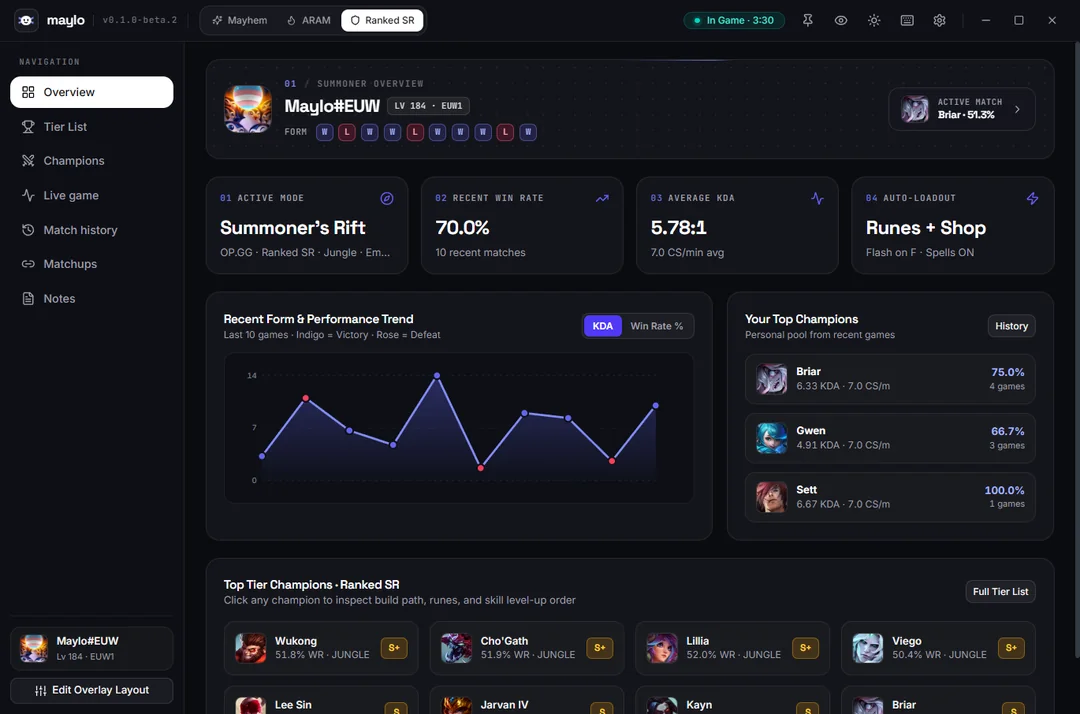 maylo v0.1.0-beta.2 Mayhem ARAM Ranked SR In Game · 3:30
NAVIGATION
Overview
Tier List
Champions
Live game
Match history
Matchups
Notes
Maylo#EUW
Lv 184 · EUW1
Edit Overlay Layout
01 / SUMMONER OVERVIEW
Maylo#EUW LV 184 · EUW1
FORM W L W W L W W W L W
ACTIVE MATCH
Briar · 51.3%
01 ACTIVE MODE
Summoner's Rift
OP.GG · Ranked SR · Jungle · Em...
02 RECENT WIN RATE
70.0%
10 recent matches
03 AVERAGE KDA
5.78:1
7.0 CS/min avg
04 AUTO-LOADOUT
Runes + Shop
Flash on F · Spells ON
Recent Form & Performance Trend
Last 10 games · Indigo = Victory · Rose = Defeat
KDA Win Rate %
14
7
0
Your Top Champions
Personal pool from recent games
History
Briar 75.0%
6.33 KDA · 7.0 CS/m 4 games
Gwen 66.7%
4.91 KDA · 7.0 CS/m 3 games
Sett 100.0%
6.67 KDA · 7.0 CS/m 1 games
Top Tier Champions · Ranked SR
Click any champion to inspect build path, runes, and skill level-up order
Full Tier List
Wukong
51.8% WR · JUNGLE S+
Cho'Gath
51.9% WR · JUNGLE S+
Lillia
52.0% WR · JUNGLE S+
Viego
50.4% WR · JUNGLE S+
Lee Sin S
Jarvan IV S
Kayn S
Briar S